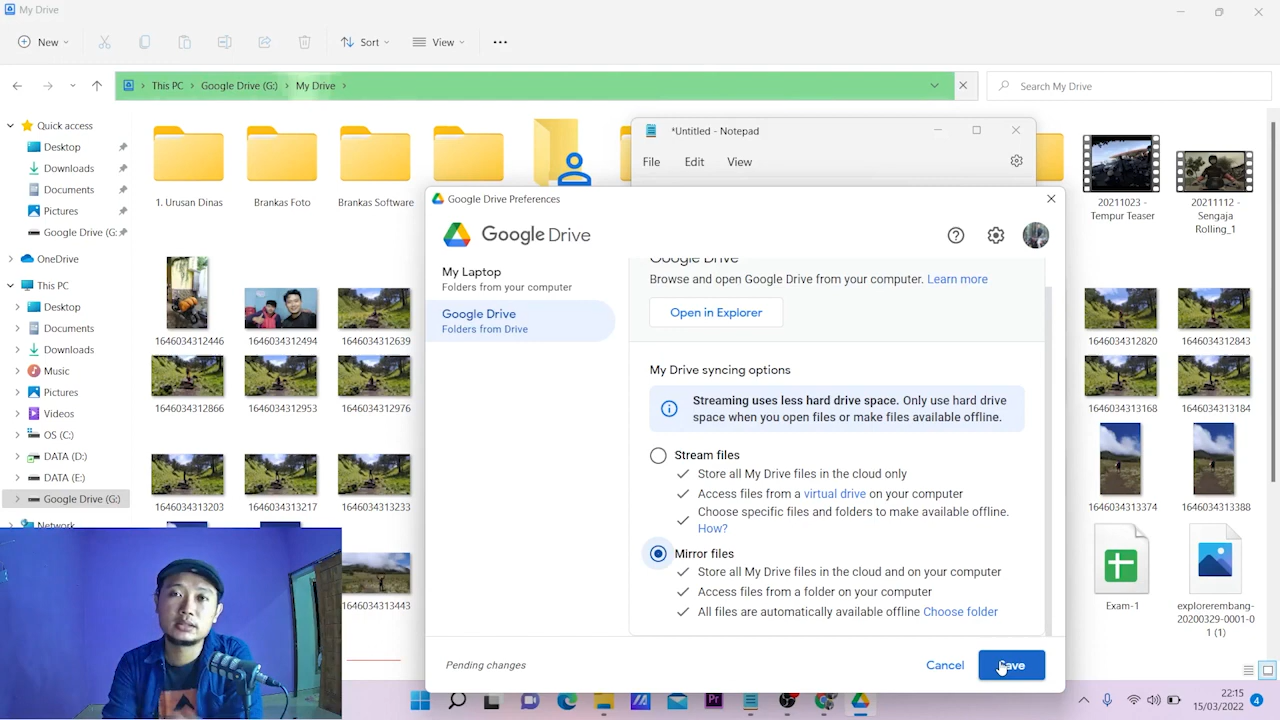 My Drive
New
Sort
View
This PC > Google Drive (G:) > My Drive >
Search My Drive
Quick access
Desktop
Downloads
Documents
Pictures
Google Drive (G:
OneDrive
This PC
Desktop
Documents
Downloads
Music
Pictures
Videos
OS (C:)
DATA (D:)
DATA (E:)
Google Drive (G:)
Network
1. Urusan Dinas
Brankas Foto
Brankas Software
20211023 -
Tempur Teaser
20211112 -
Sengaja
Rolling_1
1646034312446
1646034312494
1646034312639
1646034312820
1646034312843
1646034312866
1646034312953
1646034312976
1646034313168
1646034313184
1646034313203
1646034313217
1646034313233
1646034313374
1646034313388
1646034313443
Exam-1
explorerembang-
20200329-0001-0
1 (1)
*Untitled - Notepad
File
Edit
View
Google Drive Preferences
Google Drive
My Laptop
Folders from your computer
Google Drive
Folders from Drive
Google Drive
Browse and open Google Drive from your computer. Learn more
Open in Explorer
My Drive syncing options
Streaming uses less hard drive space. Only use hard drive
space when you open files or make files available offline.
Stream files
Store all My Drive files in the cloud only
Access files from a virtual drive on your computer
Choose specific files and folders to make available offline.
How?
Mirror files
Store all My Drive files in the cloud and on your computer
Access files from a folder on your computer
All files are automatically available offline Choose folder
Pending changes
Cancel
Save
Pr
22:15
15/03/2022
4